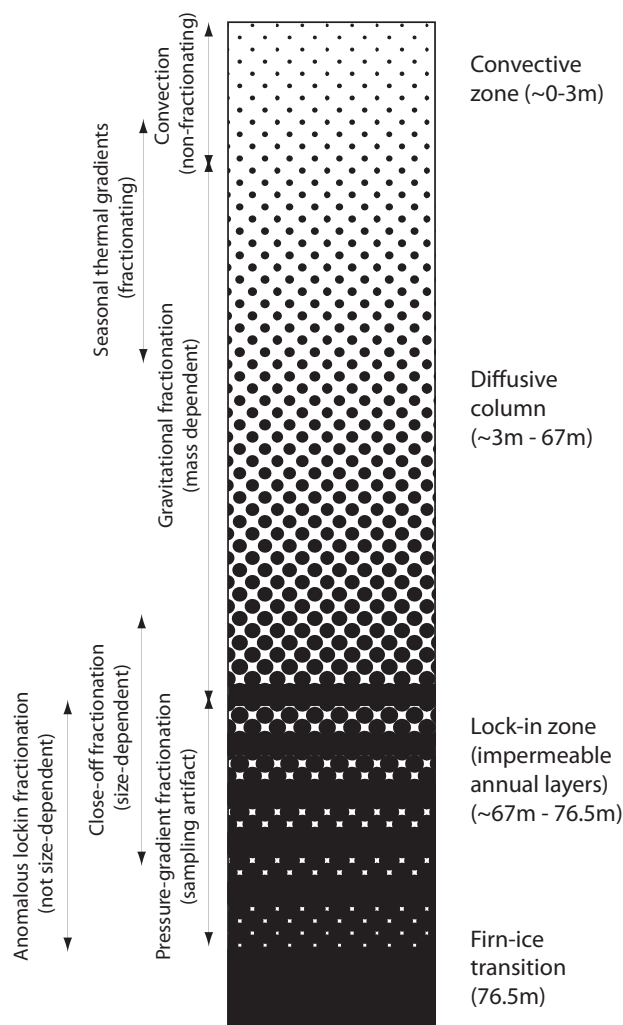 Convection
(non-fractionating)
Seasonal thermal gradients
(fractionating)
Gravitational fractionation
(mass dependent)
Close-off fractionation
(size-dependent)
Anomalous lockin fractionation
(not size-dependent)
Pressure-gradient fractionation
(sampling artifact)
Convective
zone (~0-3m)
Diffusive
column
(~3m - 67m)
Lock-in zone
(impermeable
annual layers)
(~67m - 76.5m)
Firn-ice
transition
(76.5m)